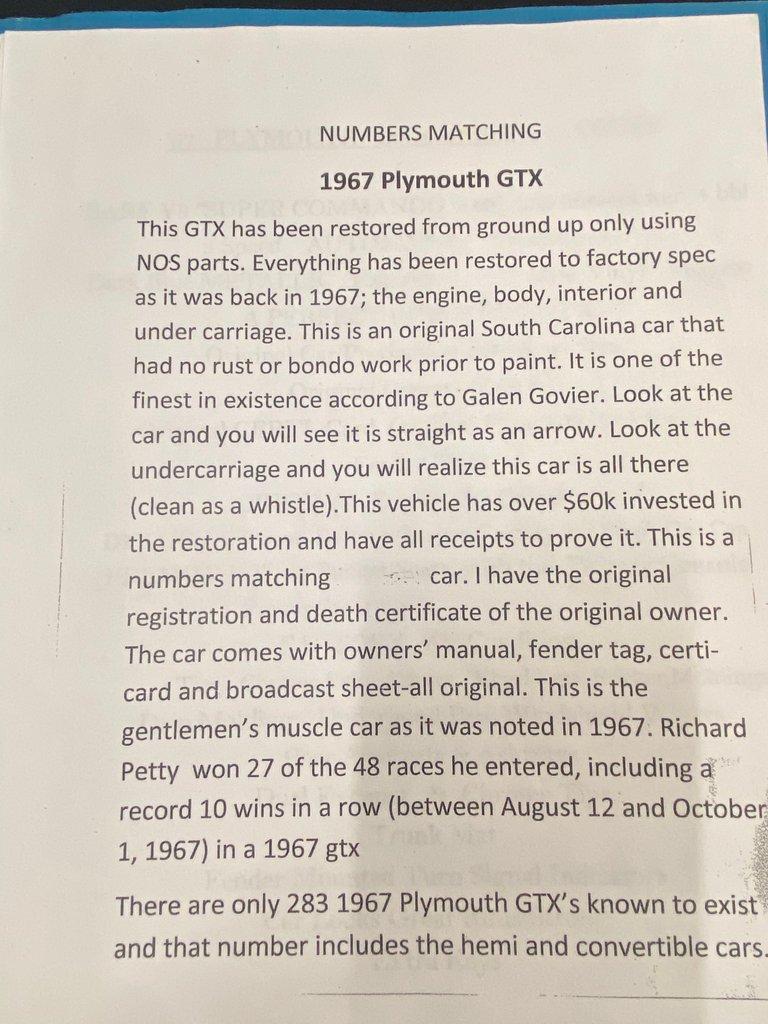 NUMBERS MATCHING
1967 Plymouth GTX
This GTX has been restored from ground up only using
NOS parts. Everything has been restored to factory spec
as it was back in 1967; the engine, body, interior and
under carriage. This is an original South Carolina car that
had no rust or bondo work prior to paint. It is one of the
finest in existence according to Galen Govier. Look at the
car and you will see it is straight as an arrow. Look at the
undercarriage and you will realize this car is all there
(clean as a whistle).This vehicle has over $60k invested in
the restoration and have all receipts to prove it. This is a
numbers matching car. I have the original
registration and death certificate of the original owner.
The car comes with owners’ manual, fender tag, certi-
card and broadcast sheet-all original. This is the
gentlemen’s muscle car as it was noted in 1967. Richard
Petty won 27 of the 48 races he entered, including a
record 10 wins in a row (between August 12 and October
1, 1967) in a 1967 gtx
There are only 283 1967 Plymouth GTX’s known to exist
and that number includes the hemi and convertible cars.